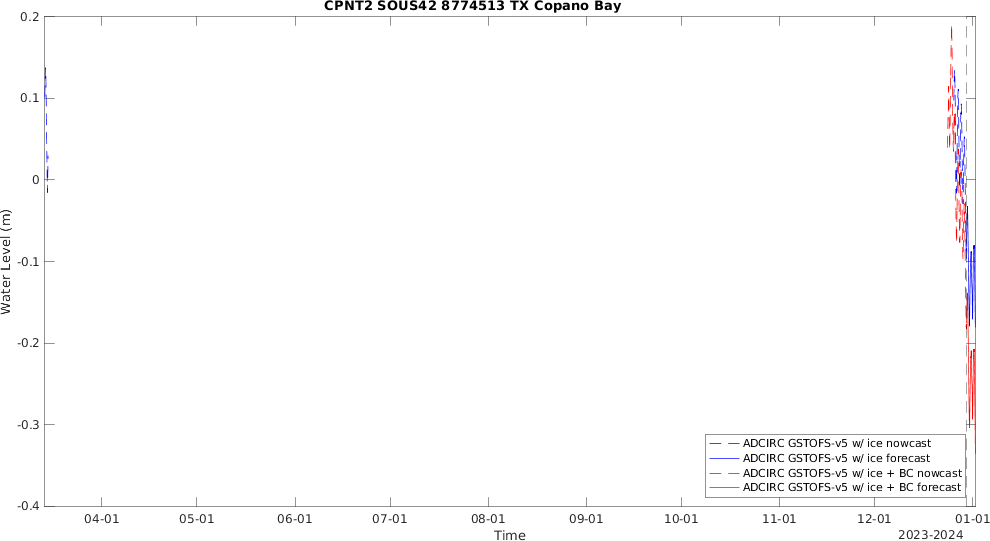 CPNT2 SOUS42 8774513 TX Copano Bay
0.2
0.1
0
-0.1
-0.2
-0.3
-0.4
Water Level (m)
ADCIRC GSTOFS-v5 w/ ice nowcast
ADCIRC GSTOFS-v5 w/ ice forecast
ADCIRC GSTOFS-v5 w/ ice + BC nowcast
ADCIRC GSTOFS-v5 w/ ice + BC forecast
04-01 05-01 06-01 07-01 08-01 09-01 10-01 11-01 12-01 01-01
Time
2023-2024